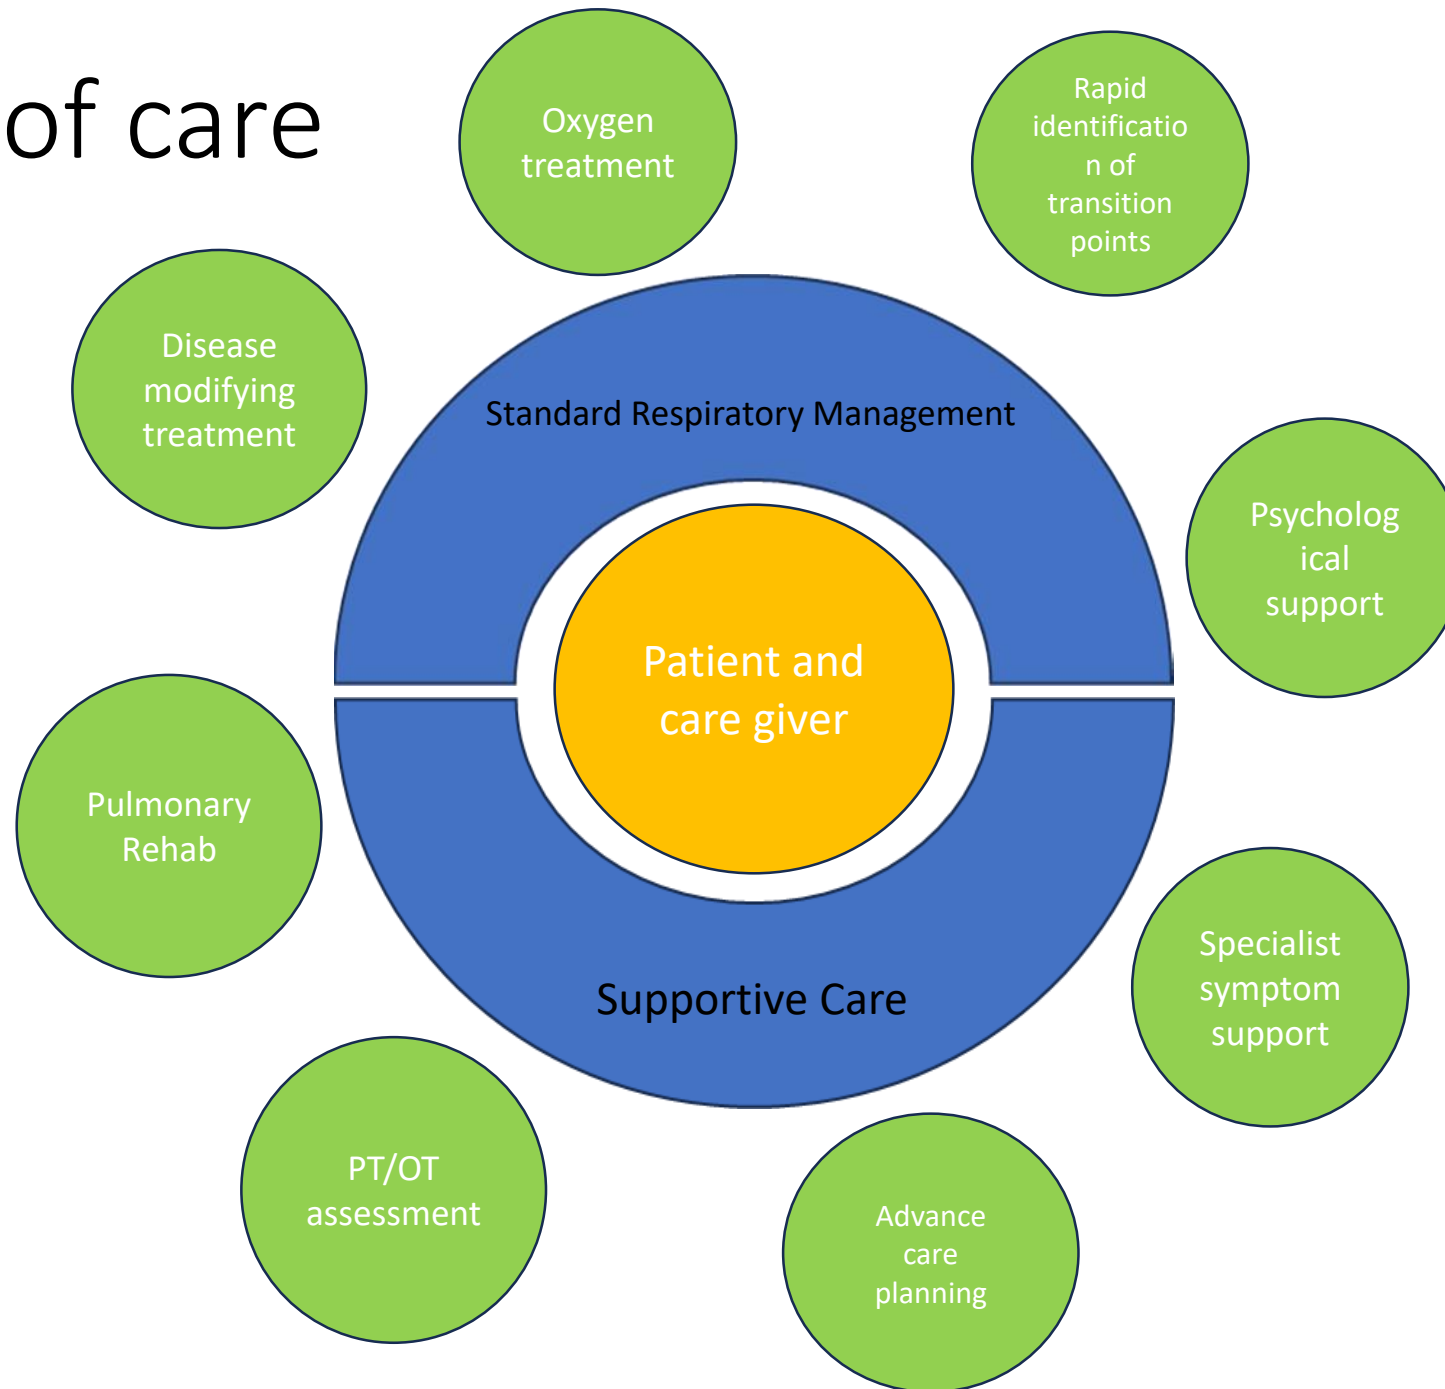 of care
Oxygen
treatment
Rapid
identificatio
n of
transition
points
Disease
modifying
treatment
Standard Respiratory Management
Psycholog
ical
support
Patient and
care giver
Pulmonary
Rehab
Specialist
symptom
support
Supportive Care
PT/OT
assessment
Advance
care
planning